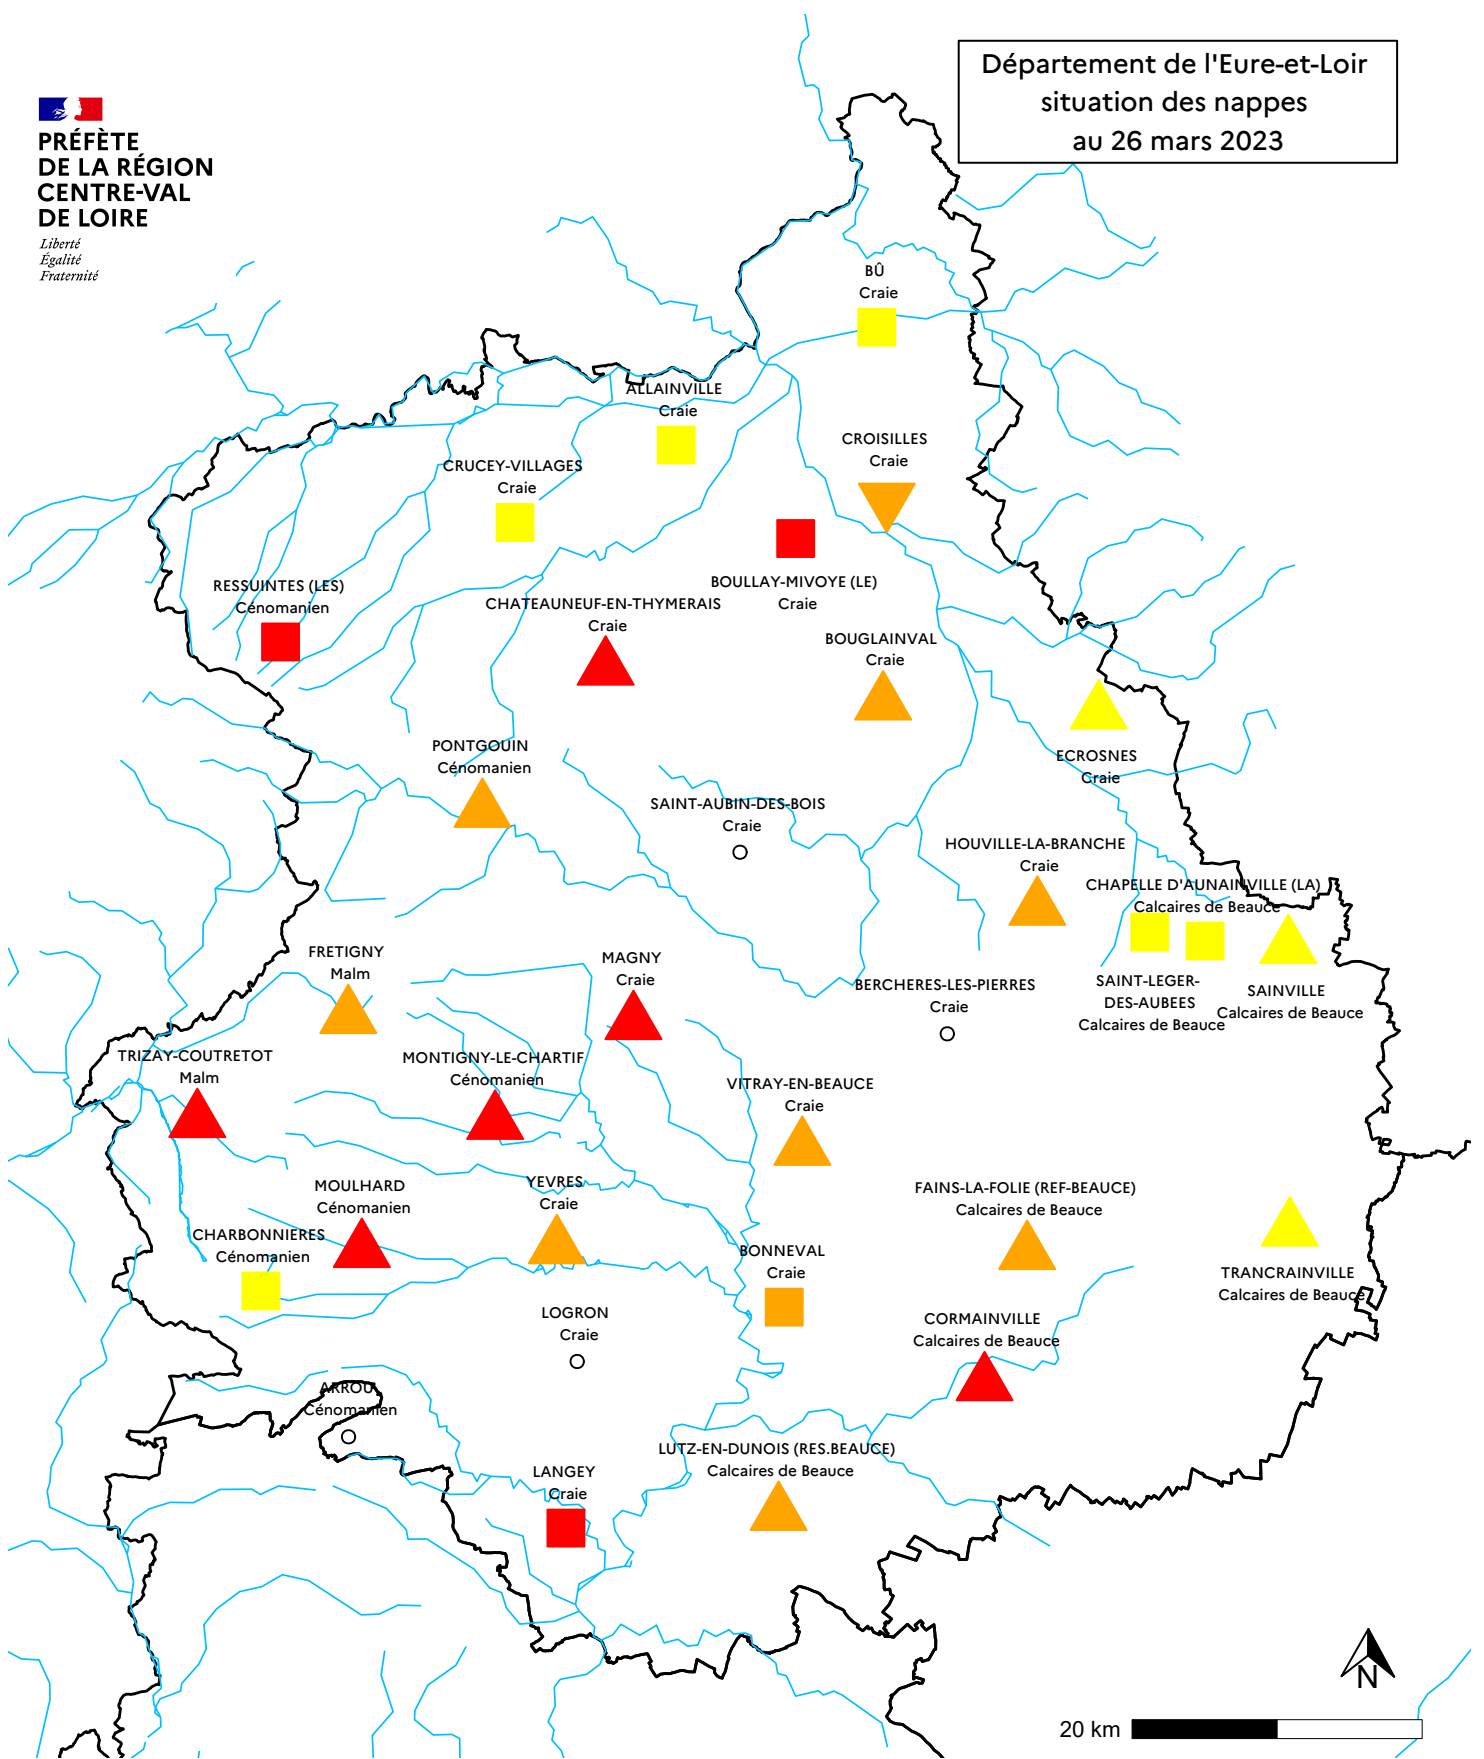 Département de l'Eure-et-Loir
situation des nappes
au 26 mars 2023
PRÉFÈTE
DE LA RÉGION
CENTRE-VAL
DE LOIRE
Liberté
Égalité
Fraternité
BÛ
Craie
ALLAINVILLE
Craie
CROISILLES
Craie
CRUCEY-VILLAGES
Craie
RESSUINTES (LES)
Cénomanien
BOULLAY-MIVOYE (LE)
Craie
CHATEAUNEUF-EN-THYMERAIS
Craie
BOUGLAINVAL
Craie
PONTGOUIN
Cénomanien
ECROSNES
Craie
SAINT-AUBIN-DES-BOIS
Craie
HOUVILLE-LA-BRANCHE
Craie
CHAPELLE D'AUNAINVILLE (LA)
Calcaires de Beauce
FRETIGNY
Malm
MAGNY
Craie
BERCHERES-LES-PIERRES
Craie
SAINT-LEGER-
DES-AUBEES
Calcaires de Beauce
SAINVILLE
Calcaires de Beauce
TRIZAY-COUTRETOT
Malm
MONTIGNY-LE-CHARTIF
Cénomanien
VITRAY-EN-BEAUCE
Craie
MOULHARD
Cénomanien
YEVRES
Craie
FAINS-LA-FOLIE (REF-BEAUCE)
Calcaires de Beauce
CHARBONNIERES
Cénomanien
BONNEVAL
Craie
TRANCRAINVILLE
Calcaires de Beauce
LOGRON
Craie
CORMAINVILLE
Calcaires de Beauce
ARROU
Cénomanien
LUTZ-EN-DUNOIS (RES.BEAUCE)
Calcaires de Beauce
LANGEY
Craie
N
20 km